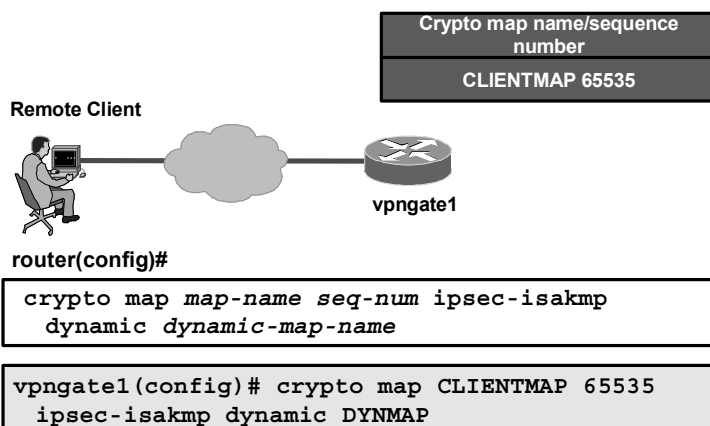 Crypto map name/sequence
number
CLIENTMAP 65535
Remote Client
vpngate1
router(config)#
crypto map map-name seq-num ipsec-isakmp
dynamic dynamic-map-name
vpngate1(config)# crypto map CLIENTMAP 65535
ipsec-isakmp dynamic DYNMAP